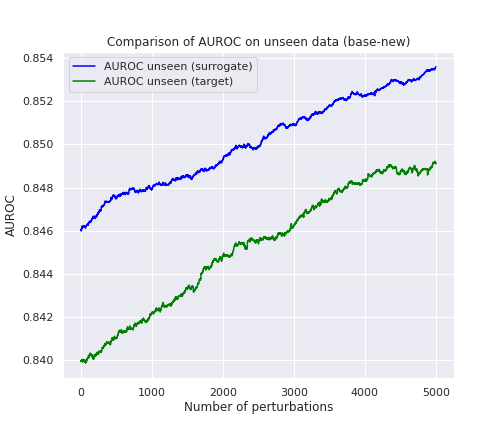 Comparison of AUROC on unseen data (base-new)
AUROC unseen (surrogate)
AUROC unseen (target)
0.854
0.852
0.850
0.848
0.846
0.844
0.842
0.840
AUROC
0 1000 2000 3000 4000 5000
Number of perturbations